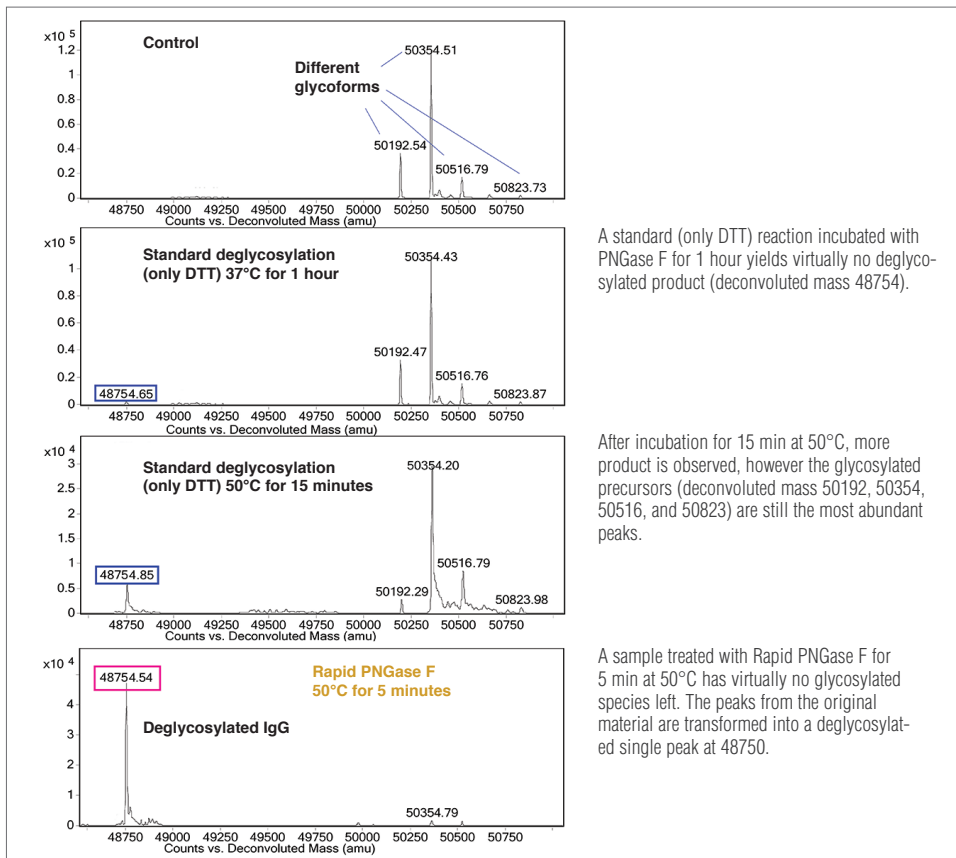 x10 5
Control
50354.51
1.2
1
Different
glycoforms
0.8
0.6
50192.54
0.4
50516.79
0.2
50823.73
0
48750 49000 49250 49500 49750 50000 50250 50500 50750
Counts vs. Deconvoluted Mass (amu)
x10 5
Standard deglycosylation
(only DTT) 37°C for 1 hour
50354.43
1
0.8
0.6
50192.47
0.4
50516.76
0.2
48754.65
50823.87
0
48750 49000 49250 49500 49750 50000 50250 50500 50750
Counts vs. Deconvoluted Mass (amu)
A standard (only DTT) reaction incubated with
PNGase F for 1 hour yields virtually no deglyco-
sylated product (deconvoluted mass 48754).
x10 4
Standard deglycosylation
(only DTT) 50°C for 15 minutes
50354.20
3
2.5
2
1.5
1
50516.79
48754.85
0.5
50192.29
50823.98
0
48750 49000 49250 49500 49750 50000 50250 50500 50750
Counts vs. Deconvoluted Mass (amu)
After incubation for 15 min at 50°C, more
product is observed, however the glycosylated
precursors (deconvoluted mass 50192, 50354,
50516, and 50823) are still the most abundant
peaks.
x10 4
48754.54
Rapid PNGase F
50°C for 5 minutes
4
Deglycosylated IgG
3
2
1
50354.79
0
48750 49000 49250 49500 49750 50000 50250 50500 50750
Counts vs. Deconvoluted Mass (amu)
A sample treated with Rapid PNGase F for
5 min at 50°C has virtually no glycosylated
species left. The peaks from the original
material are transformed into a deglycosylat-
ed single peak at 48750.